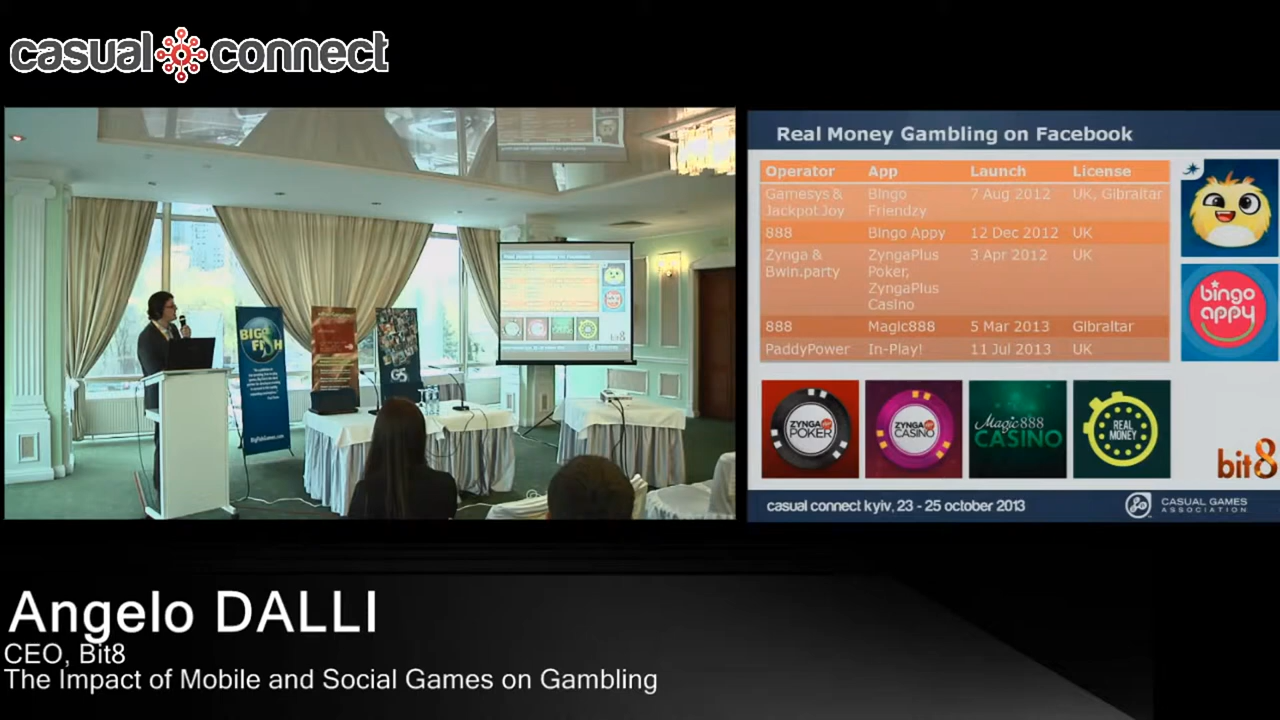 casual connect
Real Money Gambling on Facebook
Operator App Launch License
Gamesys & Bingo 7 Aug 2012 UK, Gibraltar
JackpotJoy Friendzy
888 Bingo Appy 12 Dec 2012 UK
Zynga & ZyngaPlus 3 Apr 2012 UK
Bwin.party Poker,
ZyngaPlus
Casino
888 Magic888 5 Mar 2013 Gibraltar
PaddyPower In-Play! 11 Jul 2013 UK
bingo
appy
ZYNGA
POKER
ZYNGA
CASINO
Magic888
CASINO
REAL
MONEY
bit8
casual connect kyiv, 23 - 25 october 2013
CASUAL GAMES
ASSOCIATION
BIG
FISH
G5
Angelo DALLI
CEO, Bit8
The Impact of Mobile and Social Games on Gambling